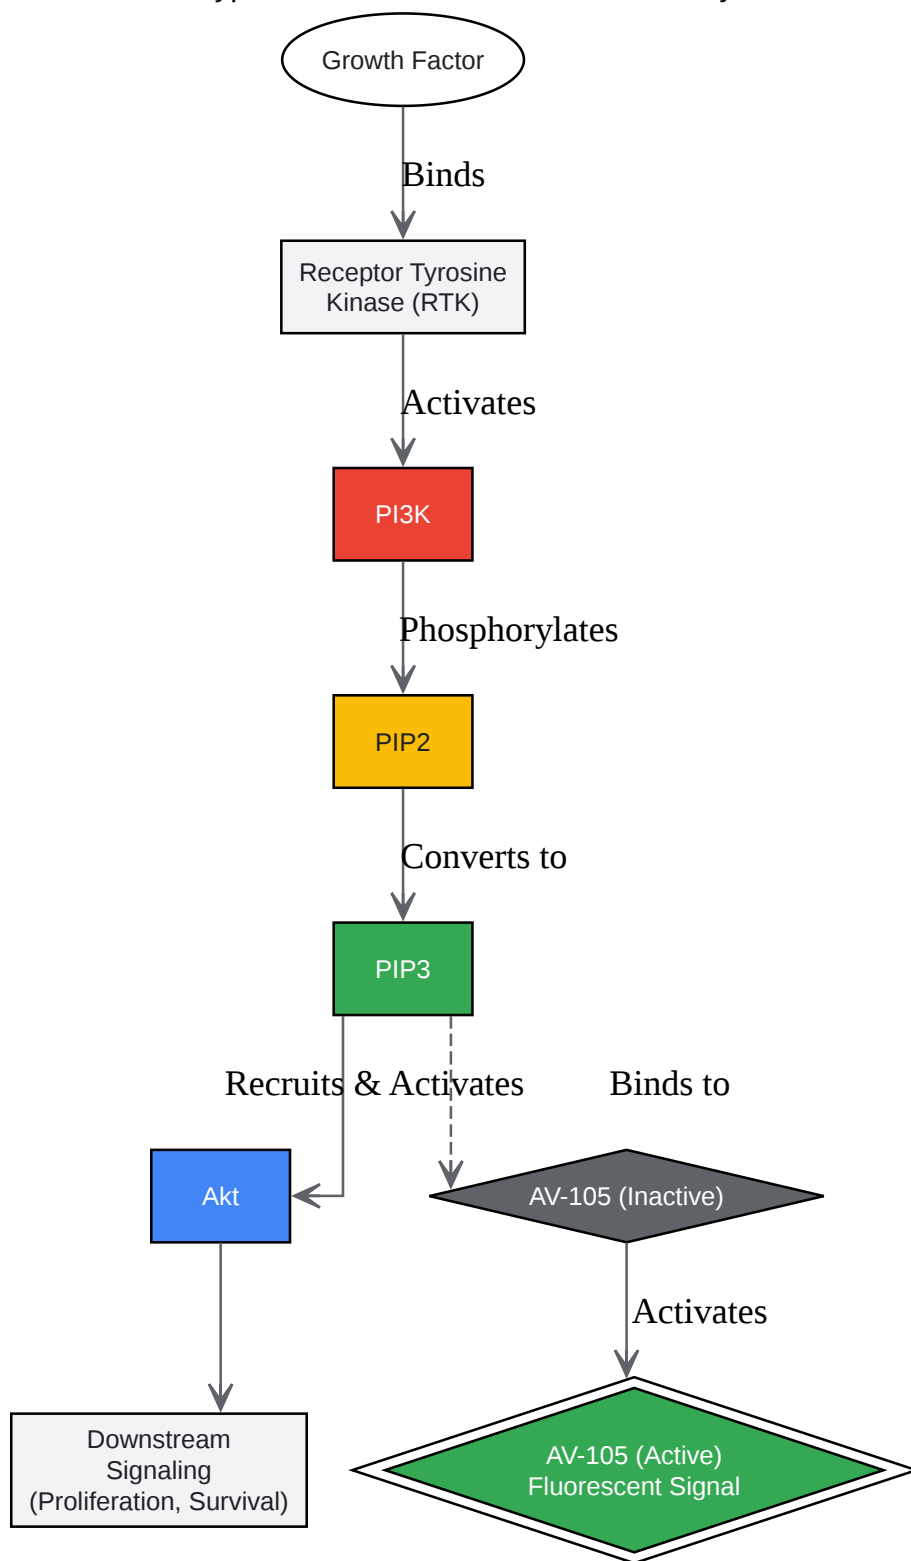 Growth Factor
Binds
Receptor Tyrosine
Kinase (RTK)
Activates
PI3K
Phosphorylates
PIP2
Converts to
PIP3
Recruits & Activates
Binds to
Akt
AV-105 (Inactive)
Activates
Downstream
Signaling
(Proliferation, Survival)
AV-105 (Active)
Fluorescent Signal